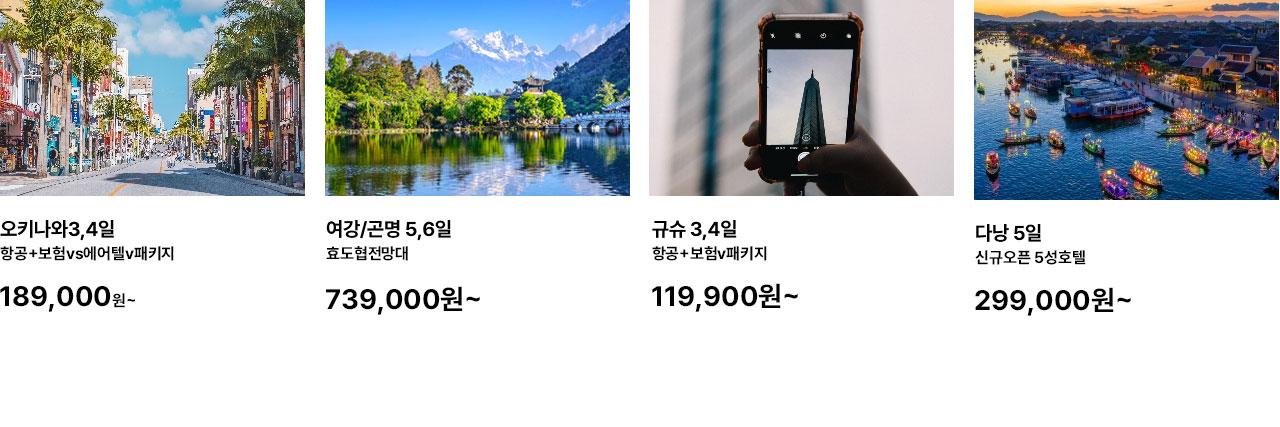 오키나와3,4일
항공+보험vs에어텔v패키지
189,000원~
여강/곤명 5,6일
효도협전망대
739,000원~
규슈 3,4일
항공+보험v패키지
119,900원~
다낭 5일
신규오픈 5성호텔
299,000원~